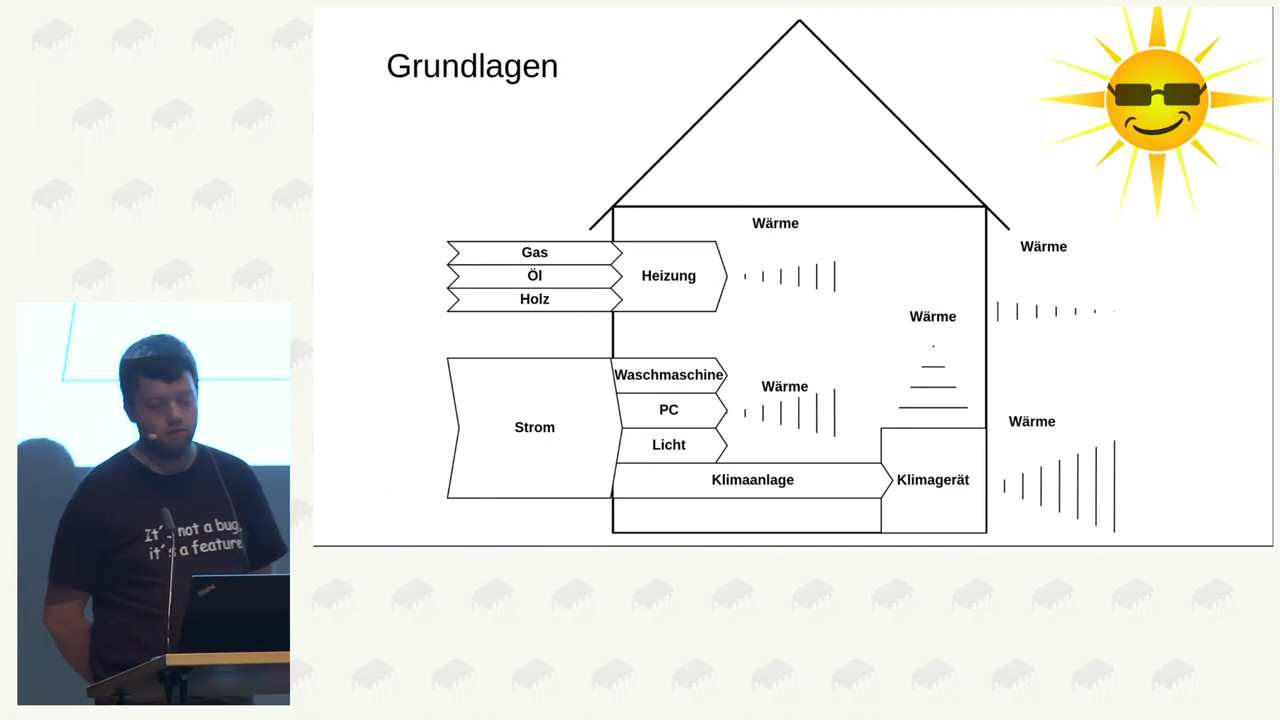 Grundlagen
Wärme
Wärme
Gas
Öl
Holz
Heizung
Wärme
Waschmaschine
Wärme
PC
Licht
Strom
Wärme
Klimaanlage
Klimagerät
It's not a bug,
it's a feature